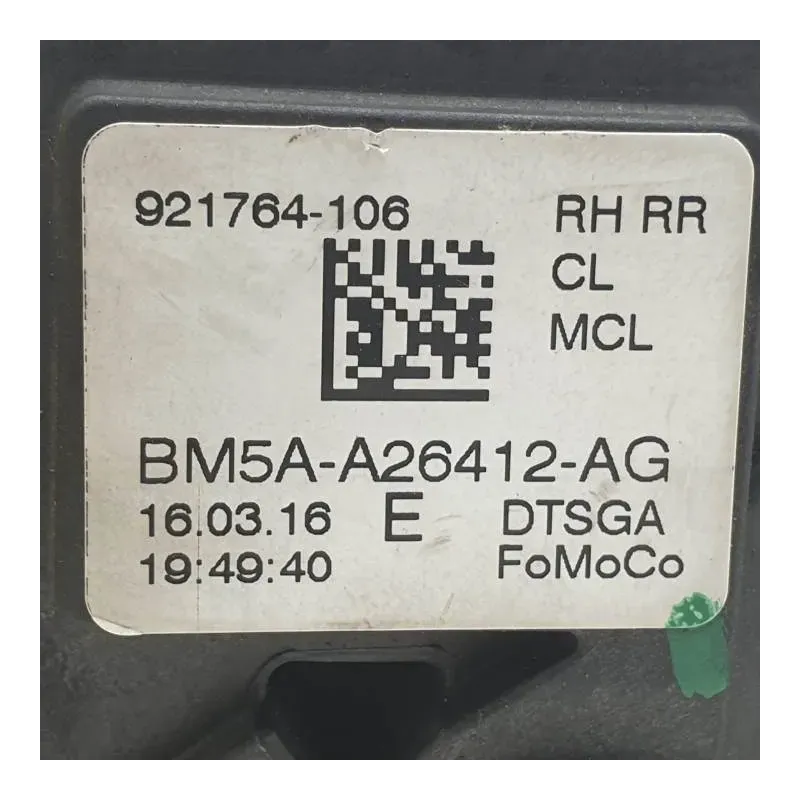 921764-106 RH RR
CL
MCL
BM5A-A26412-AG
16.03.16 E DTSGA
19:49:40 FoMoCo